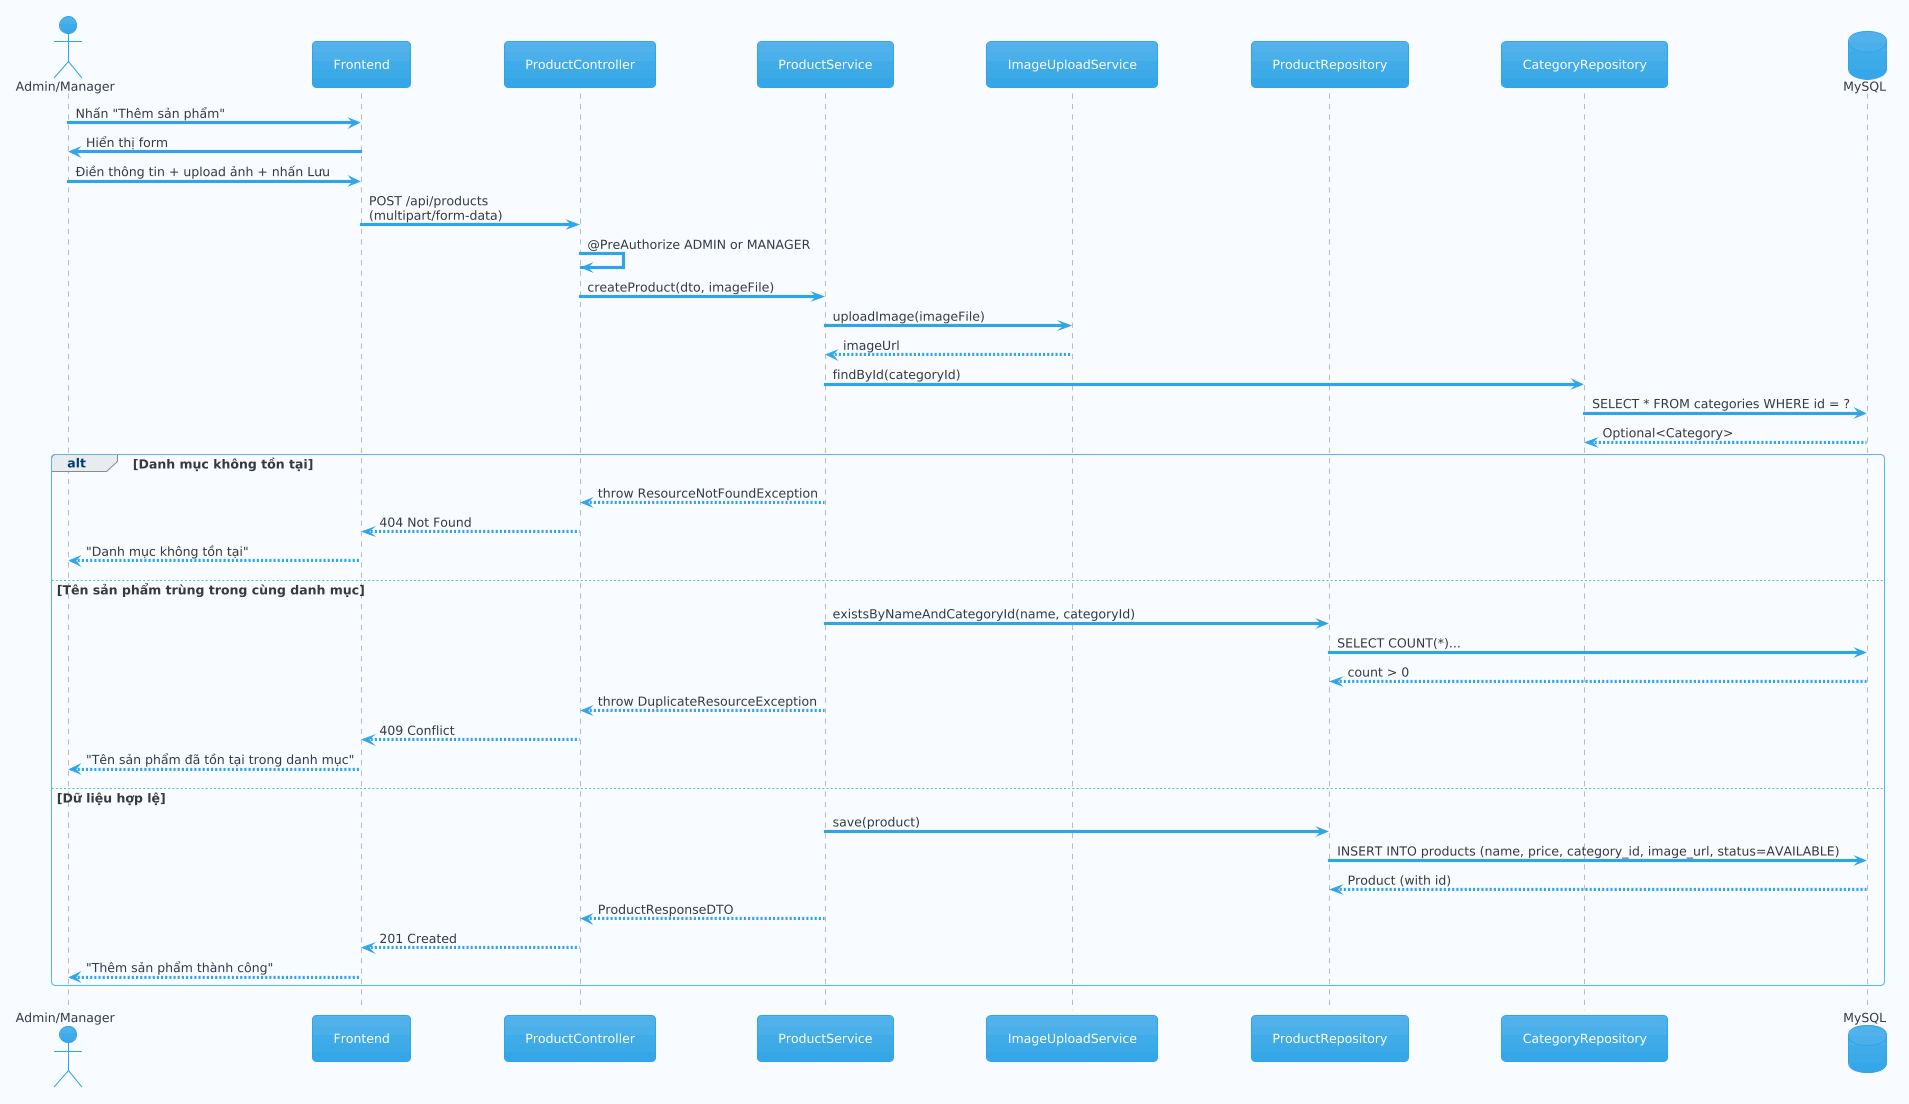 Admin/Manager
Frontend
ProductController
ProductService
ImageUploadService
ProductRepository
CategoryRepository
MySQL
Nhấn "Thêm sản phẩm"
Hiển thị form
Điền thông tin + upload ảnh + nhấn Lưu
POST /api/products
(multipart/form-data)
@PreAuthorize ADMIN or MANAGER
createProduct(dto, imageFile)
uploadImage(imageFile)
imageUrl
findById(categoryId)
SELECT * FROM categories WHERE id = ?
Optional<Category>
alt [Danh mục không tồn tại]
throw ResourceNotFoundException
404 Not Found
"Danh mục không tồn tại"
[Tên sản phẩm trùng trong cùng danh mục]
existsByNameAndCategoryId(name, categoryId)
SELECT COUNT(*)...
count > 0
throw DuplicateResourceException
409 Conflict
"Tên sản phẩm đã tồn tại trong danh mục"
[Dữ liệu hợp lệ]
save(product)
INSERT INTO products (name, price, category_id, image_url, status=AVAILABLE)
Product (with id)
ProductResponseDTO
201 Created
"Thêm sản phẩm thành công"
Admin/Manager
Frontend
ProductController
ProductService
ImageUploadService
ProductRepository
CategoryRepository
MySQL